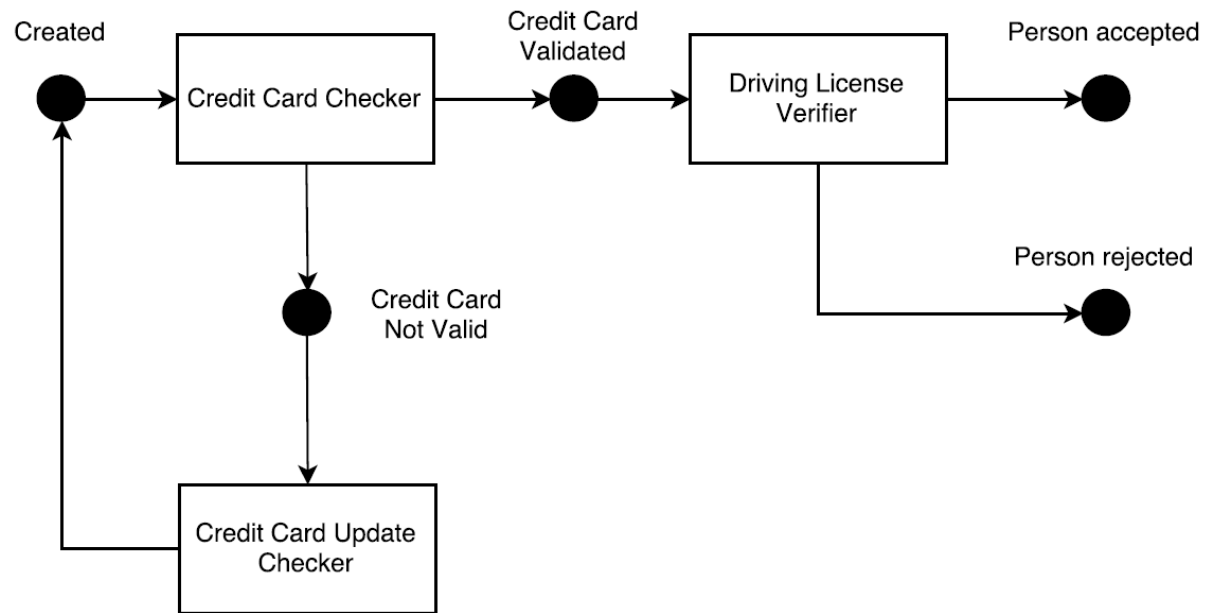 Created
Credit Card Checker
Credit Card
Validated
Driving License
Verifier
Person accepted
Person rejected
Credit Card
Not Valid
Credit Card Update
Checker